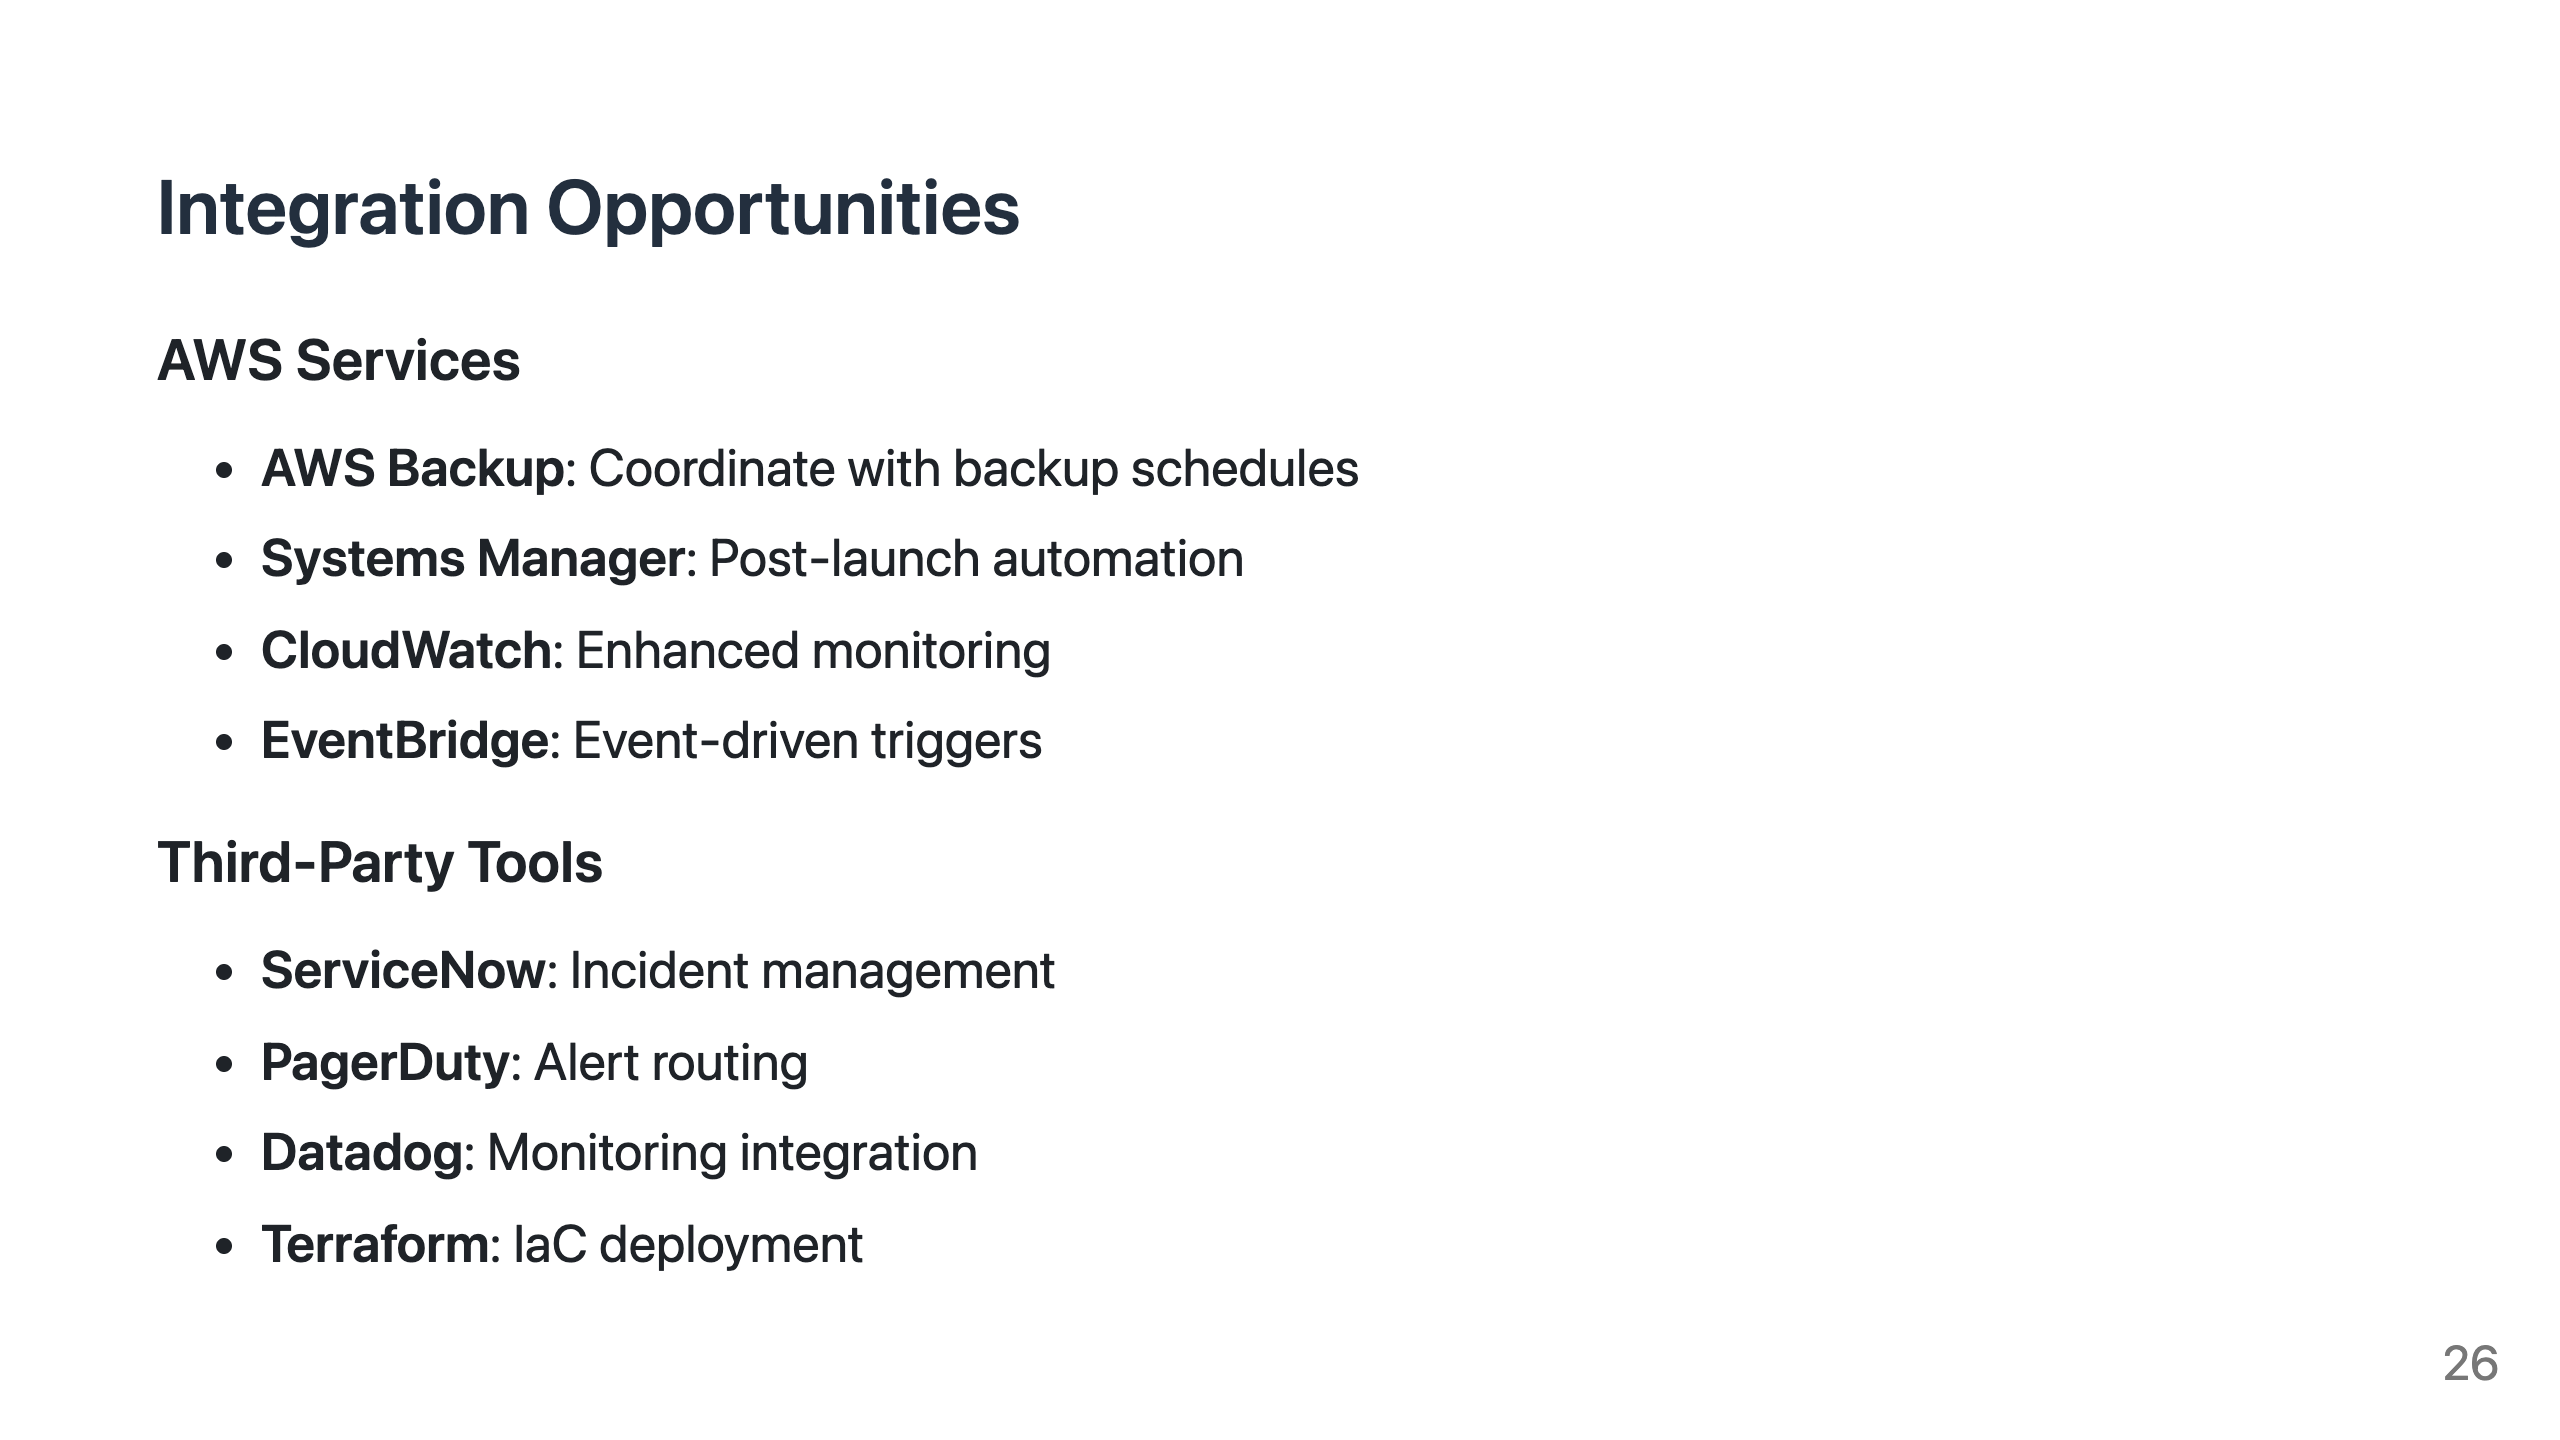 Integration Opportunities
AWS Services
• AWS Backup: Coordinate with backup schedules
• Systems Manager: Post-launch automation
• CloudWatch: Enhanced monitoring
• EventBridge: Event-driven triggers
Third-Party Tools
• ServiceNow: Incident management
• PagerDuty: Alert routing
• Datadog: Monitoring integration
• Terraform: IaC deployment
26